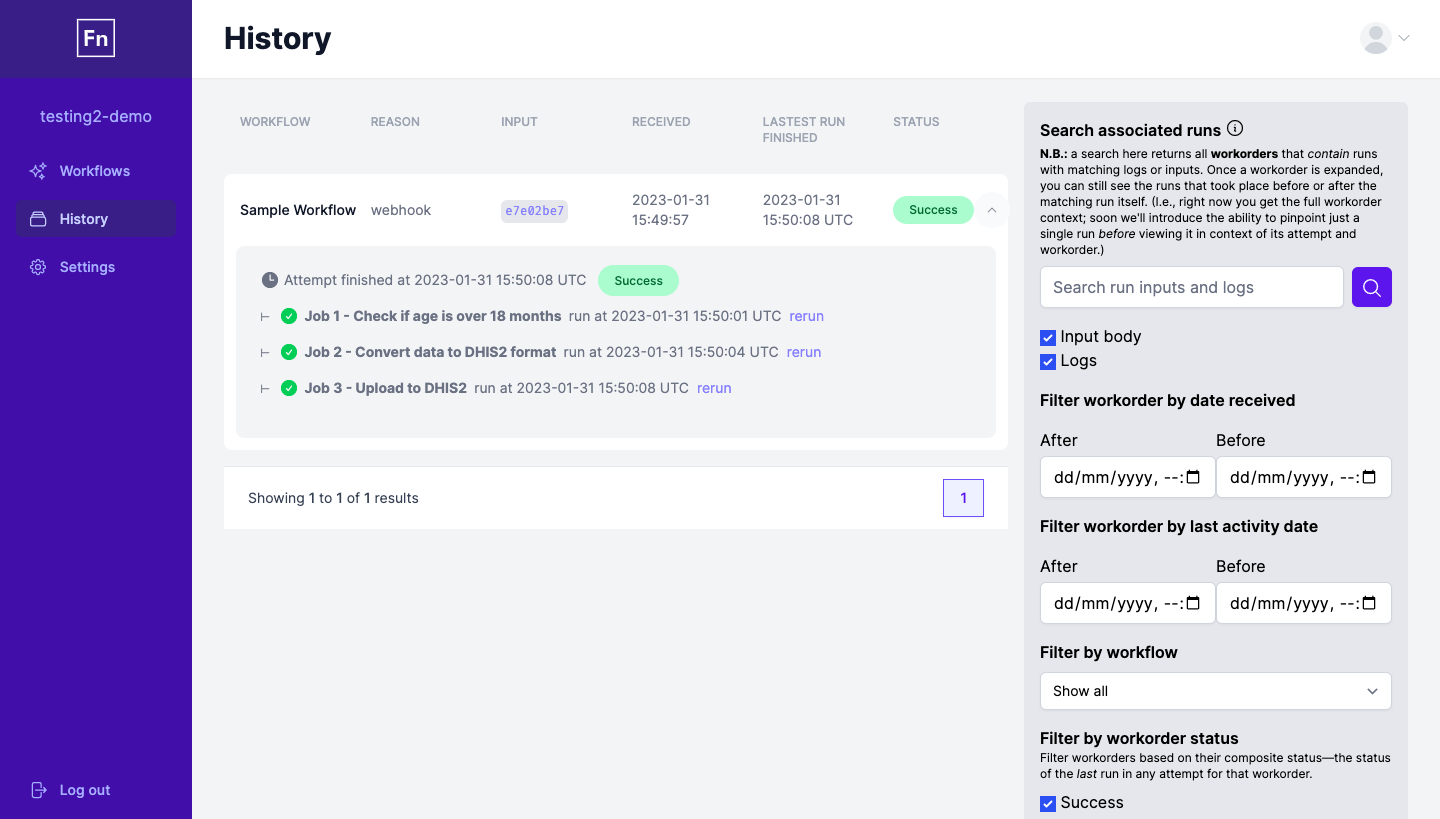 Fn
testing2-demo
Workflows
History
Settings
Log out
History
WORKFLOW REASON INPUT RECEIVED LASTEST RUN
FINISHED STATUS
Sample Workflow webhook e7e02be7 2023-01-31
15:49:57 2023-01-31
15:50:08 UTC Success
Attempt finished at 2023-01-31 15:50:08 UTC Success
Job 1 - Check if age is over 18 months run at 2023-01-31 15:50:01 UTC rerun
Job 2 - Convert data to DHIS2 format run at 2023-01-31 15:50:04 UTC rerun
Job 3 - Upload to DHIS2 run at 2023-01-31 15:50:08 UTC rerun
Showing 1 to 1 of 1 results 1
Search associated runs
N.B.: a search here returns all workorders that contain runs
with matching logs or inputs. Once a workorder is expanded,
you can still see the runs that took place before or after the
matching run itself. (I.e., right now you get the full workorder
context; soon we'll introduce the ability to pinpoint just a
single run before viewing it in context of its attempt and
workorder.)
Search run inputs and logs
Input body
Logs
Filter workorder by date received
After Before
dd/mm/yyyy, --: dd/mm/yyyy, --:
Filter workorder by last activity date
After Before
dd/mm/yyyy, --: dd/mm/yyyy, --:
Filter by workflow
Show all
Filter by workorder status
Filter workorders based on their composite status—the status
of the last run in any attempt for that workorder.
Success